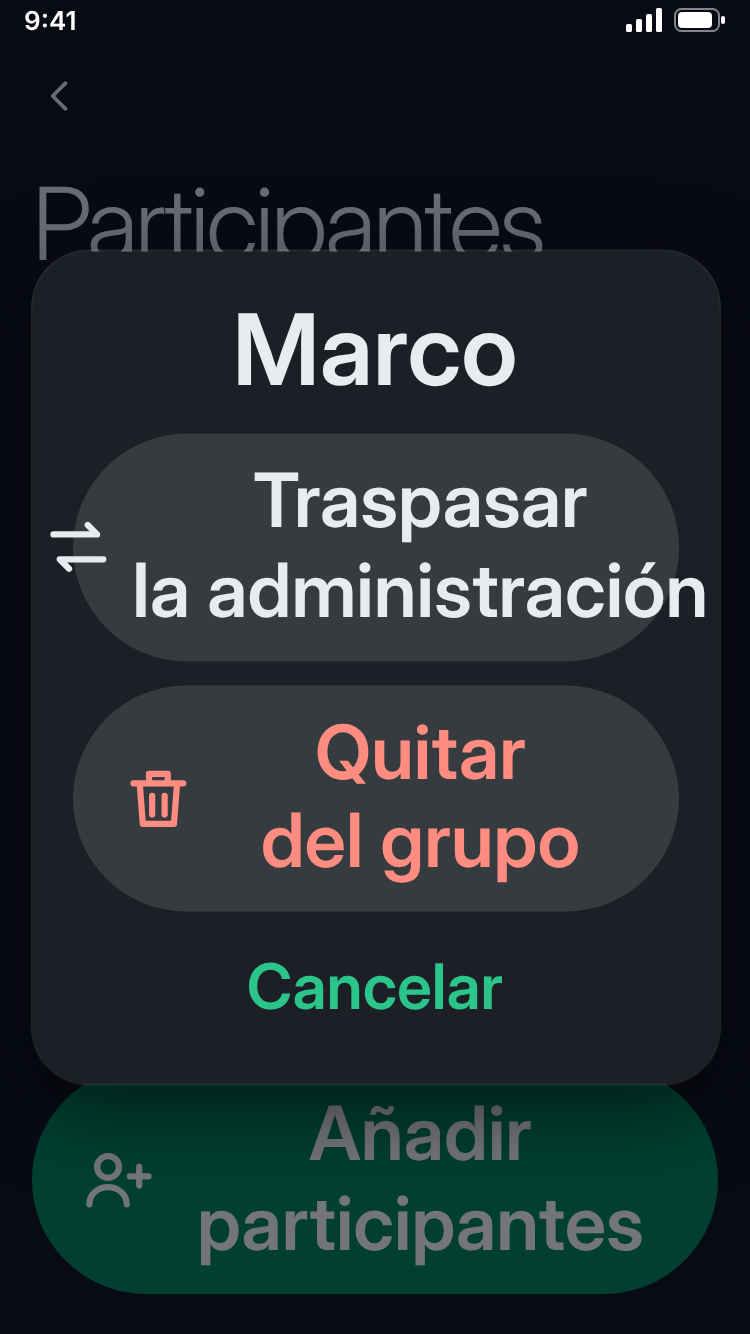 9:41
Participantes
Marco
Traspasar
la administración
Quitar
del grupo
Cancelar
Añadir
participantes